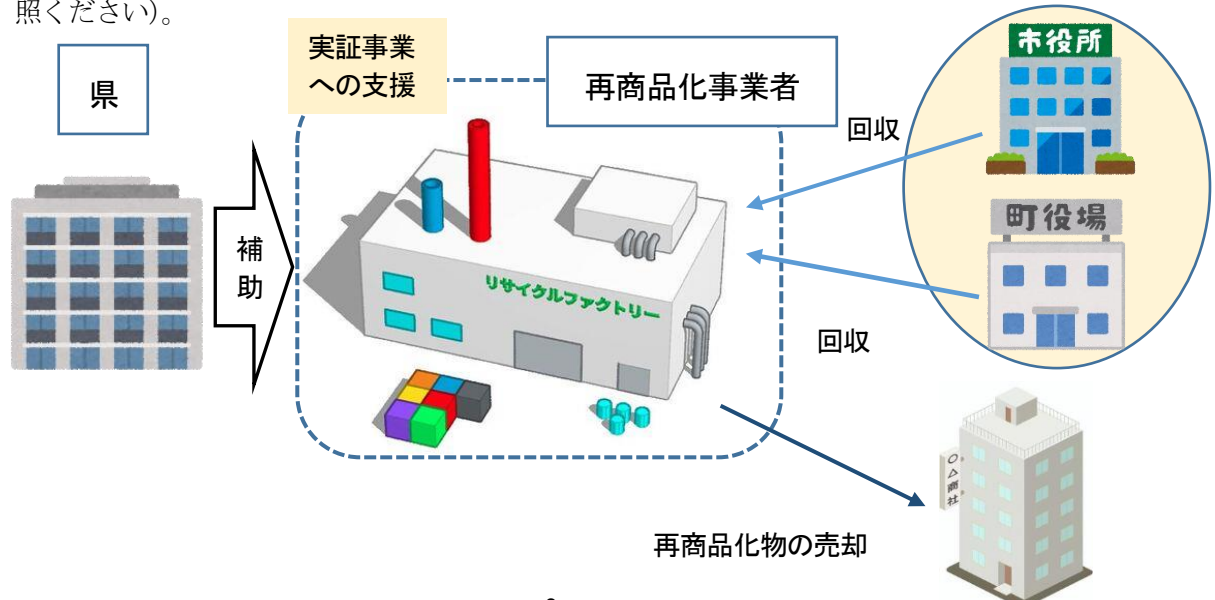 照ください)。
県
実証事業
への支援
再商品化事業者
市役所
回収
町役場
補
助
リサイクルファクトリー
回収
○△商社
再商品化物の売却